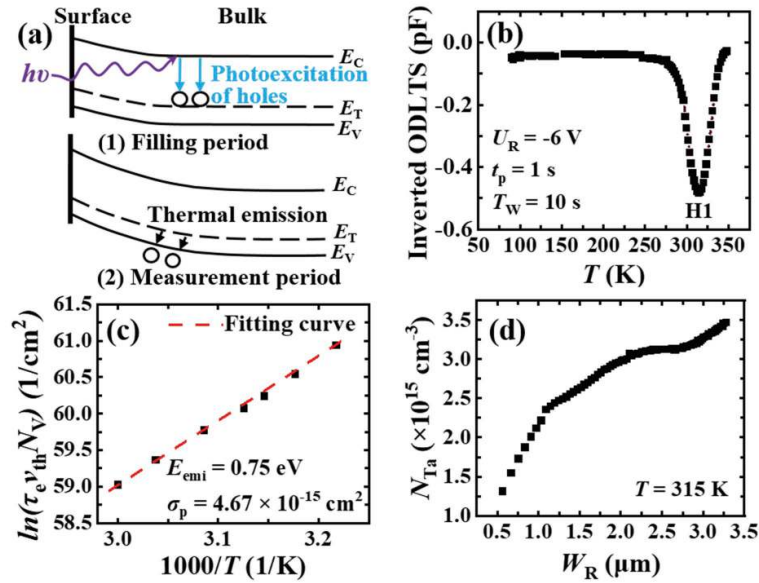 Surface Bulk
(a)
E_C
hυ
Photoexcitation
of holes
E_T
E_V
(1) Filling period
E_C
Thermal emission
E_T
E_V
(2) Measurement period
(b)
Inverted ODLTS (pF)
0.0
-0.2
-0.4
-0.6
U_R = -6 V
t_p = 1 s
T_W = 10 s
H1
50 100 150 200 250 300 350 400
T (K)
(c)
Fitting curve
ln(τ_eν_thN_V) (1/cm²)
61.5
61.0
60.5
60.0
59.5
59.0
58.5
E_emi = 0.75 eV
σ_p = 4.67 × 10⁻¹⁵ cm²
3.0 3.1 3.2
1000/T (1/K)
(d)
N_Ta (×10¹⁵ cm⁻³)
3.5
3.0
2.5
2.0
1.5
1.0
T = 315 K
0.5 1.0 1.5 2.0 2.5 3.0 3.5
W_R (μm)